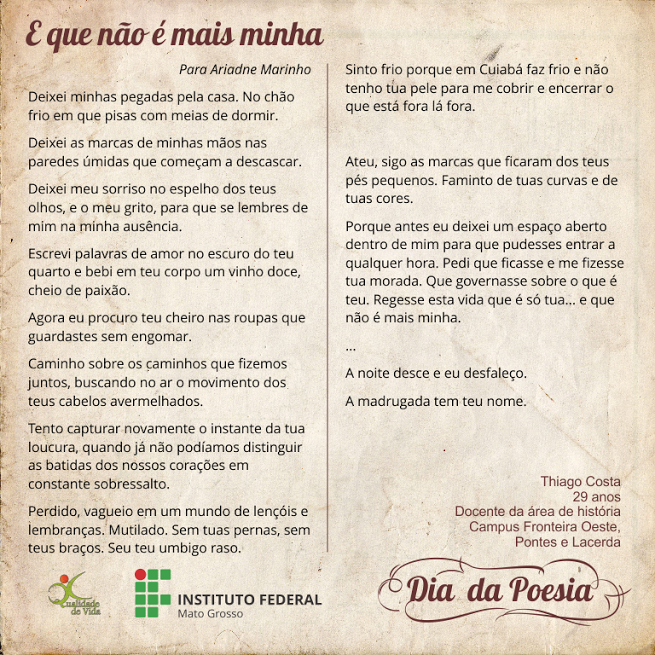 E que não é mais minha
Para Ariadne Marinho
Deixei minhas pegadas pela casa. No chão
frio em que pisas com meias de dormir.
Deixei as marcas de minhas mãos nas
paredes úmidas que começam a descascar.
Deixei meu sorriso no espelho dos teus
olhos, e o meu grito, para que se lembres de
mim na minha ausência.
Escrevi palavras de amor no escuro do teu
quarto e bebi em teu corpo um vinho doce,
cheio de paixão.
Agora eu procuro teu cheiro nas roupas que
guardastes sem engomar.
Caminho sobre os caminhos que fizemos
juntos, buscando no ar o movimento dos
teus cabelos avermelhados.
Tento capturar novamente o instante da tua
loucura, quando já não podíamos distinguir
as batidas dos nossos corações em
constante sobressalto.
Perdido, vagueio em um mundo de lençóis e
lembranças. Mutilado. Sem tuas pernas, sem
teus braços. Seu teu umbigo raso.
Sinto frio porque em Cuiabá faz frio e não
tenho tua pele para me cobrir e encerrar o
que está fora lá fora.
Ateu, sigo as marcas que ficaram dos teus
pés pequenos. Faminto de tuas curvas e de
tuas cores.
Porque antes eu deixei um espaço aberto
dentro de mim para que pudesses entrar a
qualquer hora. Pedi que ficasse e me fizesse
tua morada. Que governasse sobre o que é
teu. Regesse esta vida que é só tua... e que
não é mais minha.
...
A noite desce e eu desfaleço.
A madrugada tem teu nome.
Thiago Costa
29 anos
Docente da área de história
Campus Fronteira Oeste,
Pontes e Lacerda
Qualidade
de Vida
INSTITUTO FEDERAL
Mato Grosso
Dia da Poesia